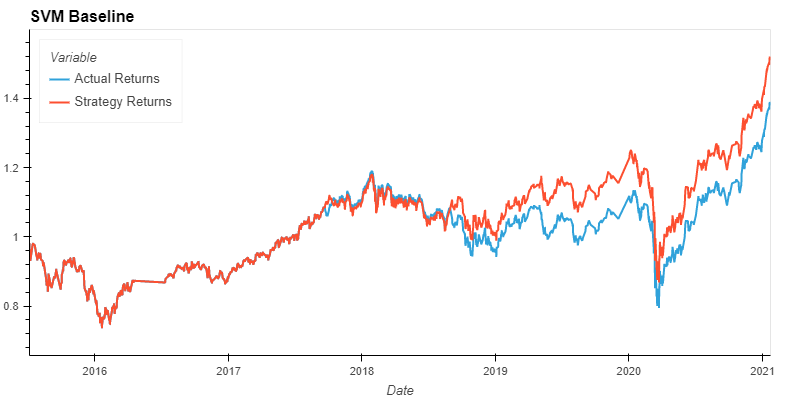 SVM Baseline
Variable
Actual Returns
Strategy Returns
1.4
1.2
1
0.8
2016 2017 2018 2019 2020 2021
Date